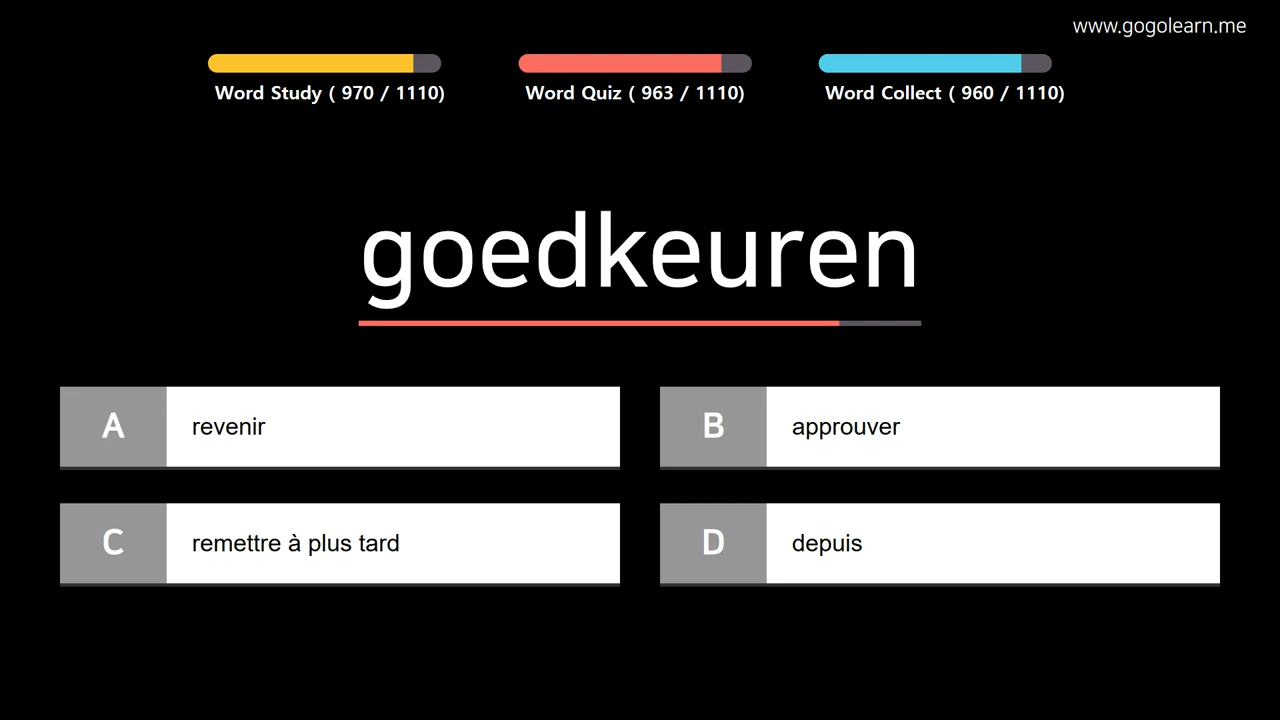 www.gogolearn.me
Word Study ( 970 / 1110)
Word Quiz ( 963 / 1110)
Word Collect ( 960 / 1110)
goedkeuren
A revenir
B approuver
C remettre à plus tard
D depuis